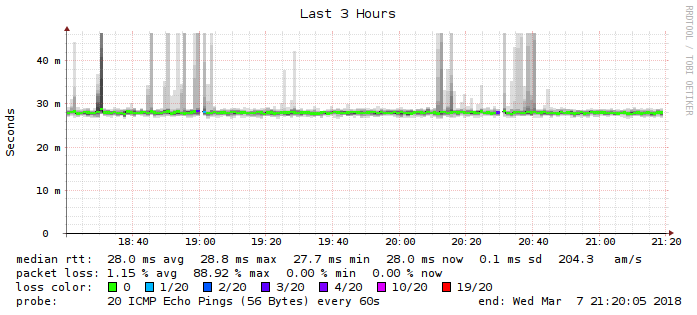 Last 3 Hours
RRDTOOL / TOBI OETIKER
Seconds
40 m
30 m
20 m
10 m
0
18:40 19:00 19:20 19:40 20:00 20:20 20:40 21:00 21:20
median rtt: 28.0 ms avg 28.8 ms max 27.7 ms min 28.0 ms now 0.1 ms sd 204.3 am/s
packet loss: 1.15 % avg 88.92 % max 0.00 % min 0.00 % now
loss color: 0 1/20 2/20 3/20 4/20 10/20 19/20
probe: 20 ICMP Echo Pings (56 Bytes) every 60s end: Wed Mar 7 21:20:05 2018